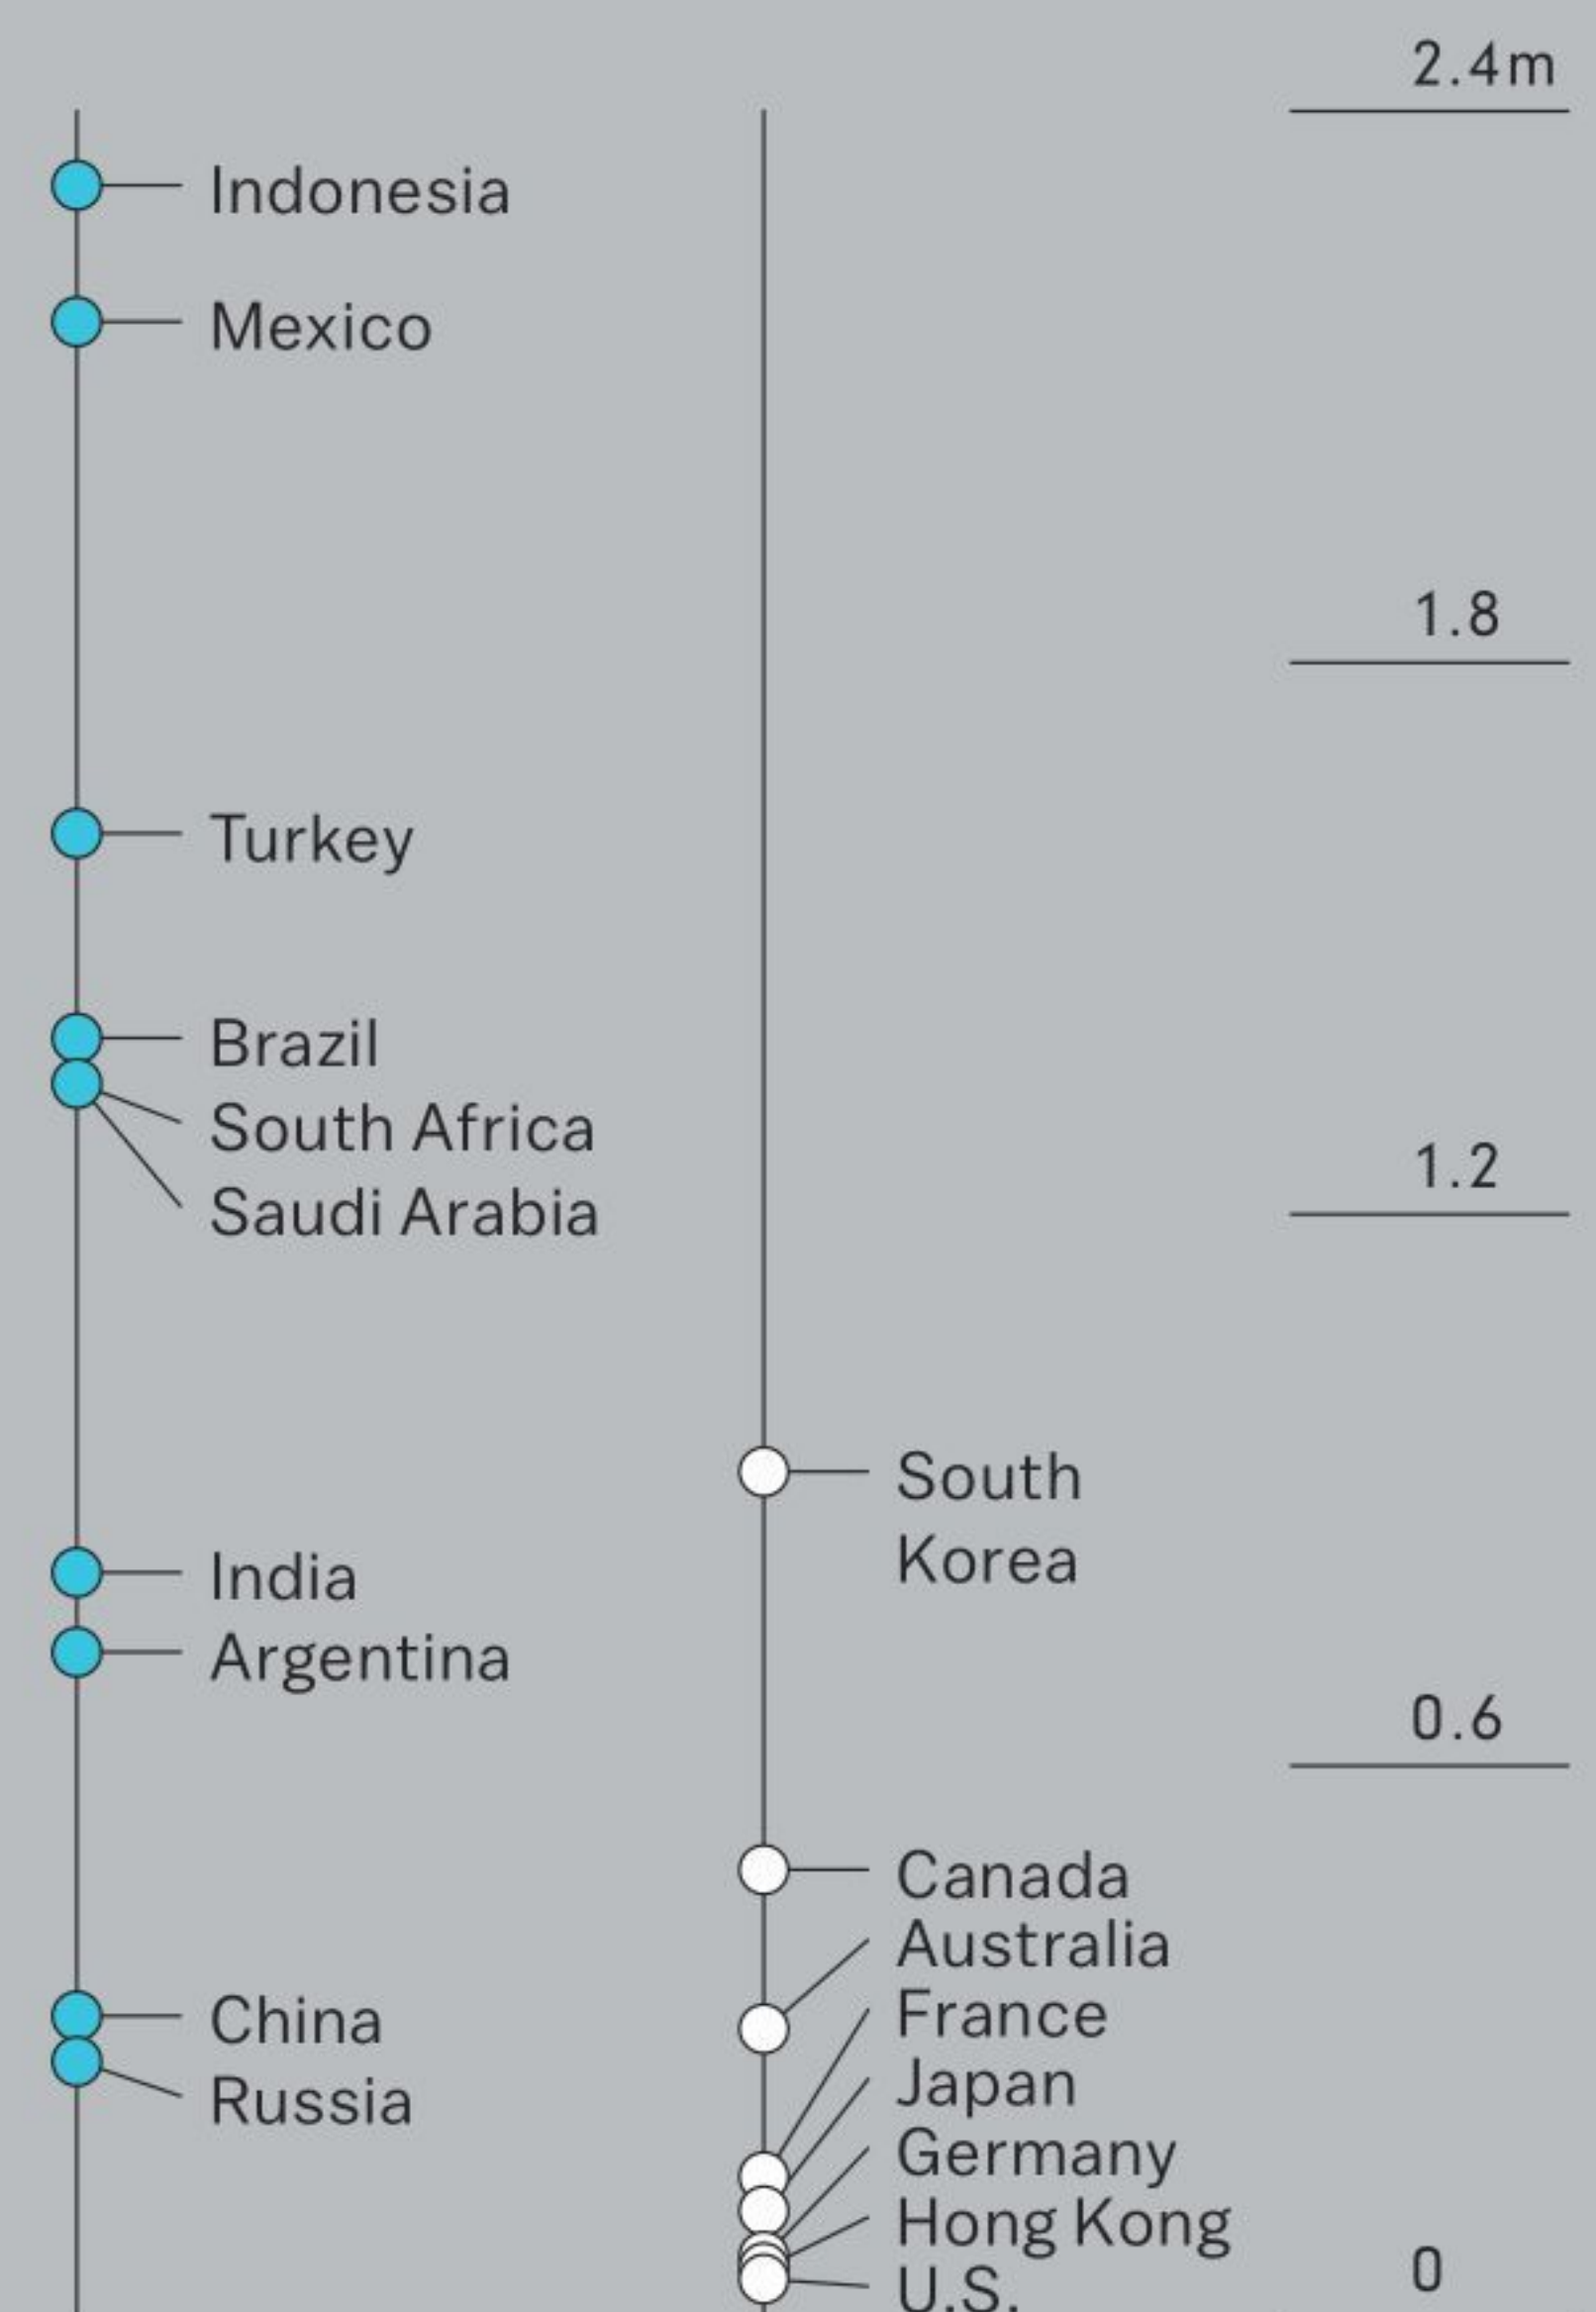 2.4m
Indonesia
Mexico
1.8
Turkey
Brazil
South Africa
Saudi Arabia
1.2
South
Korea
India
Argentina
0.6
Canada
Australia
France
Japan
Germany
Hong Kong
U.S.
China
Russia
0